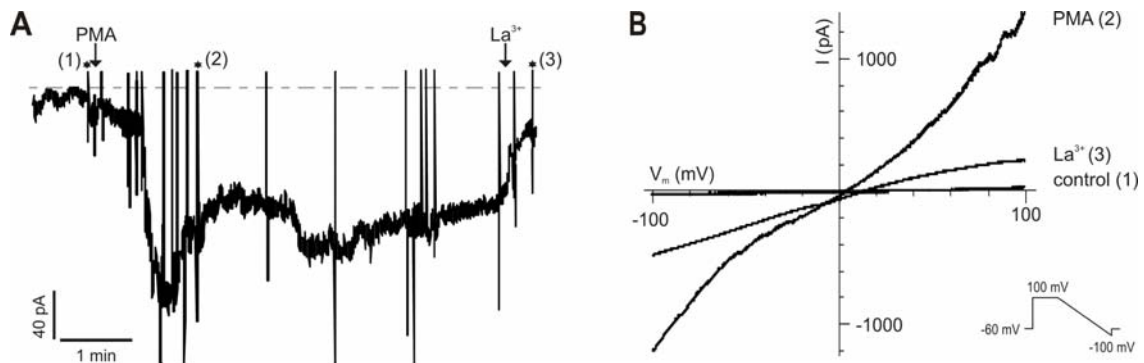 A
PMA
La³⁺
(1)*
*(2)
*(3)
40 pA
1 min
B
I (pA)
PMA (2)
1000
La³⁺ (3)
control (1)
Vₘ (mV)
-100
100
-1000
100 mV
-60 mV
-100 mV